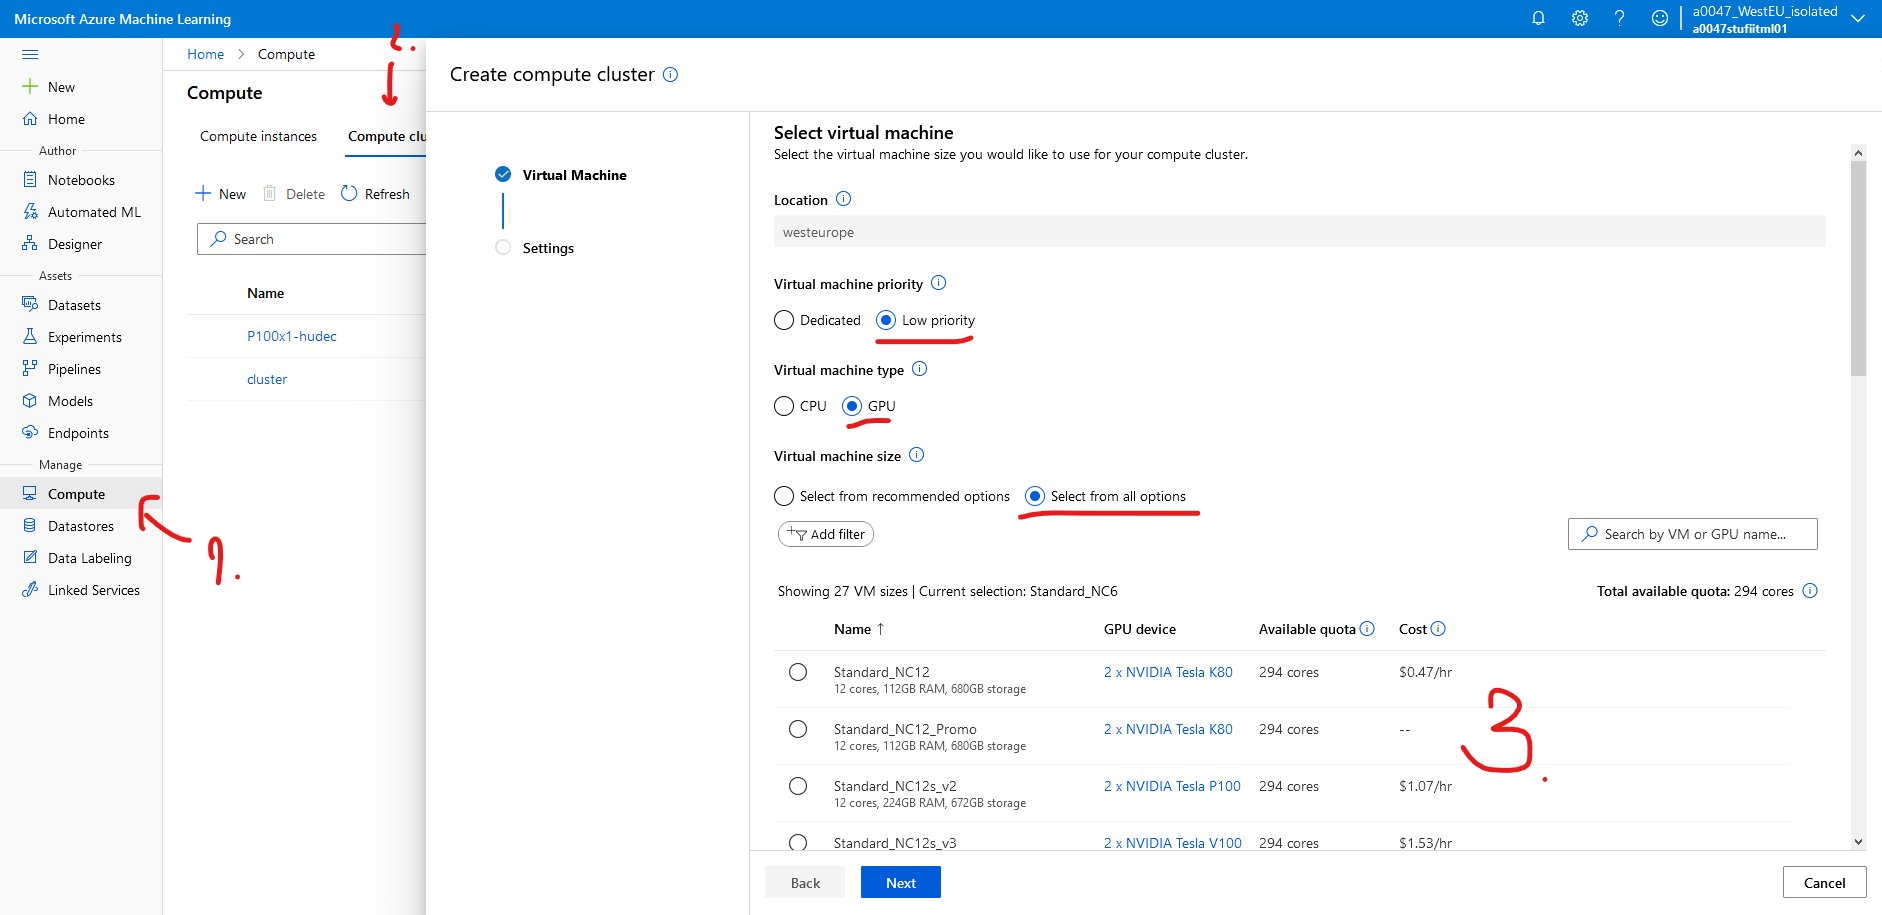 Microsoft Azure Machine Learning
a0047_WestEU_isolated
a0047stufiitml01
New
Home
Author
Notebooks
Automated ML
Designer
Assets
Datasets
Experiments
Pipelines
Models
Endpoints
Manage
Compute
Datastores
Data Labeling
Linked Services
1.
Home > Compute
2.
Compute
Compute instances Compute clu
New Delete Refresh
Search
Name
P100x1-hudec
cluster
Create compute cluster
Virtual Machine
Settings
Select virtual machine
Select the virtual machine size you would like to use for your compute cluster.
Location
westeurope
Virtual machine priority
Dedicated Low priority
Virtual machine type
CPU GPU
Virtual machine size
Select from recommended options Select from all options
Add filter Search by VM or GPU name...
Showing 27 VM sizes | Current selection: Standard_NC6 Total available quota: 294 cores
Name ↑ GPU device Available quota Cost
Standard_NC12 2 x NVIDIA Tesla K80 294 cores $0.47/hr
12 cores, 112GB RAM, 680GB storage
Standard_NC12_Promo 2 x NVIDIA Tesla K80 294 cores --
12 cores, 112GB RAM, 680GB storage
3.
Standard_NC12s_v2 2 x NVIDIA Tesla P100 294 cores $1.07/hr
12 cores, 224GB RAM, 672GB storage
Standard_NC12s_v3 2 x NVIDIA Tesla V100 294 cores $1.53/hr
Back Next Cancel